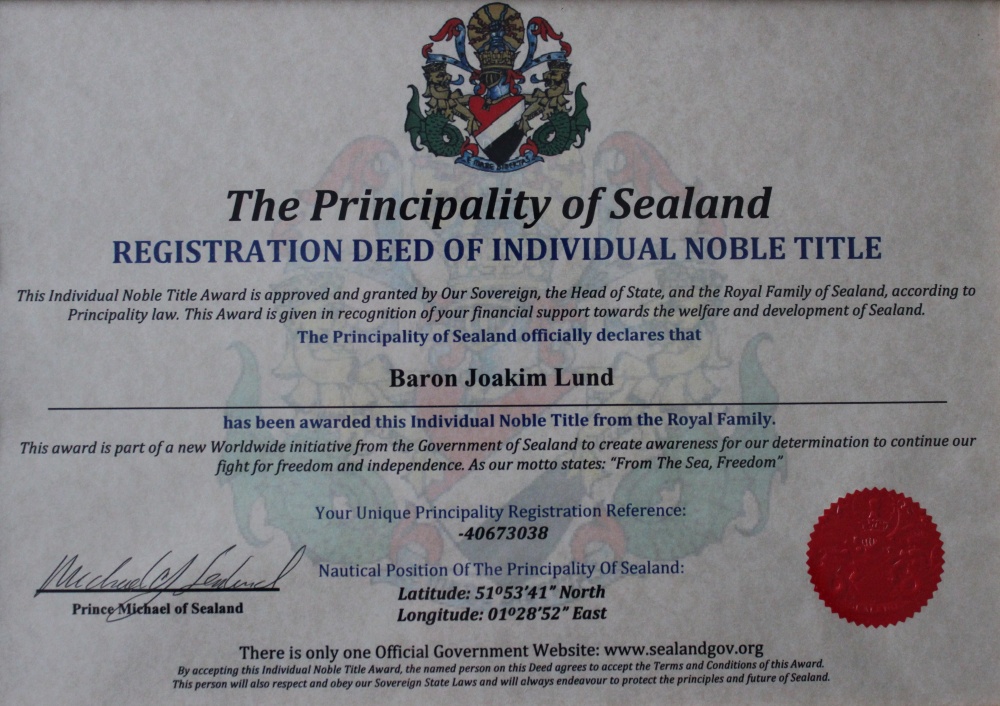 E MARE LIBERTAS
The Principality of Sealand
REGISTRATION DEED OF INDIVIDUAL NOBLE TITLE
This Individual Noble Title Award is approved and granted by Our Sovereign, the Head of State, and the Royal Family of Sealand, according to
Principality law. This Award is given in recognition of your financial support towards the welfare and development of Sealand.
The Principality of Sealand officially declares that
Baron Joakim Lund
has been awarded this Individual Noble Title from the Royal Family.
This award is part of a new Worldwide initiative from the Government of Sealand to create awareness for our determination to continue our
fight for freedom and independence. As our motto states: “From The Sea, Freedom”
Your Unique Principality Registration Reference:
-40673038
Michael of Sealand
Prince Michael of Sealand
Nautical Position Of The Principality Of Sealand:
Latitude: 51º53’41” North
Longitude: 01º28’52” East
There is only one Official Government Website: www.sealandgov.org
By accepting this Individual Noble Title Award, the named person on this Deed agrees to accept the Terms and Conditions of this Award.
This person will also respect and obey our Sovereign State Laws and will always endeavour to protect the principles and future of Sealand.